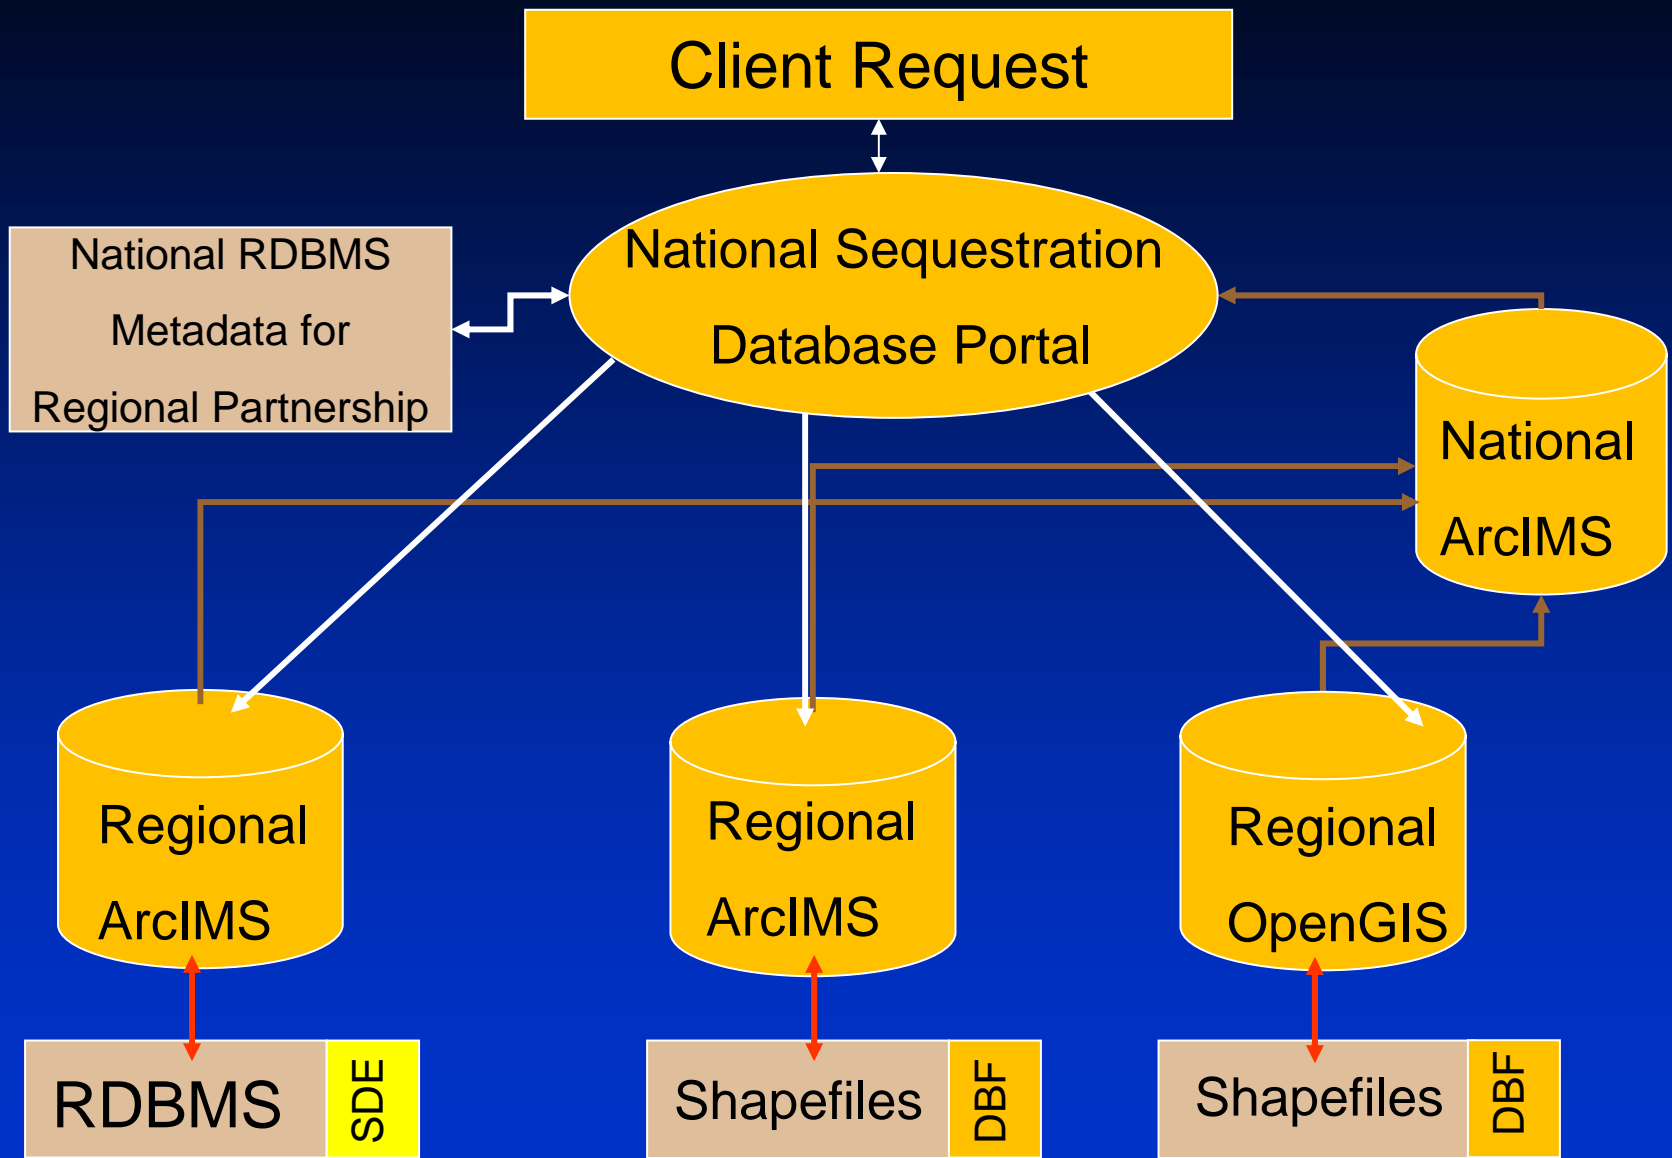 Client Request
National RDBMS
Metadata for
Regional Partnership
National Sequestration
Database Portal
National
ArcIMS
Regional
ArcIMS
Regional
ArcIMS
Regional
OpenGIS
RDBMS
SDE
Shapefiles
DBF
Shapefiles
DBF